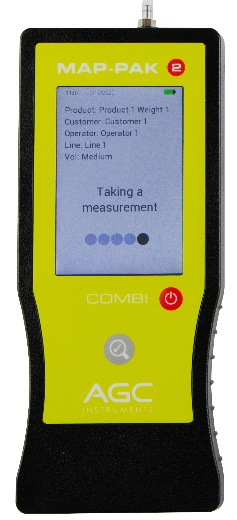 MAP-PAK 2
Product: Product 1 Weight 1
Customer: Customer 1
Operator: Operator 1
Line: Line 1
Vol: Medium
Taking a
measurement
COMBI
AGC
INSTRUMENTS